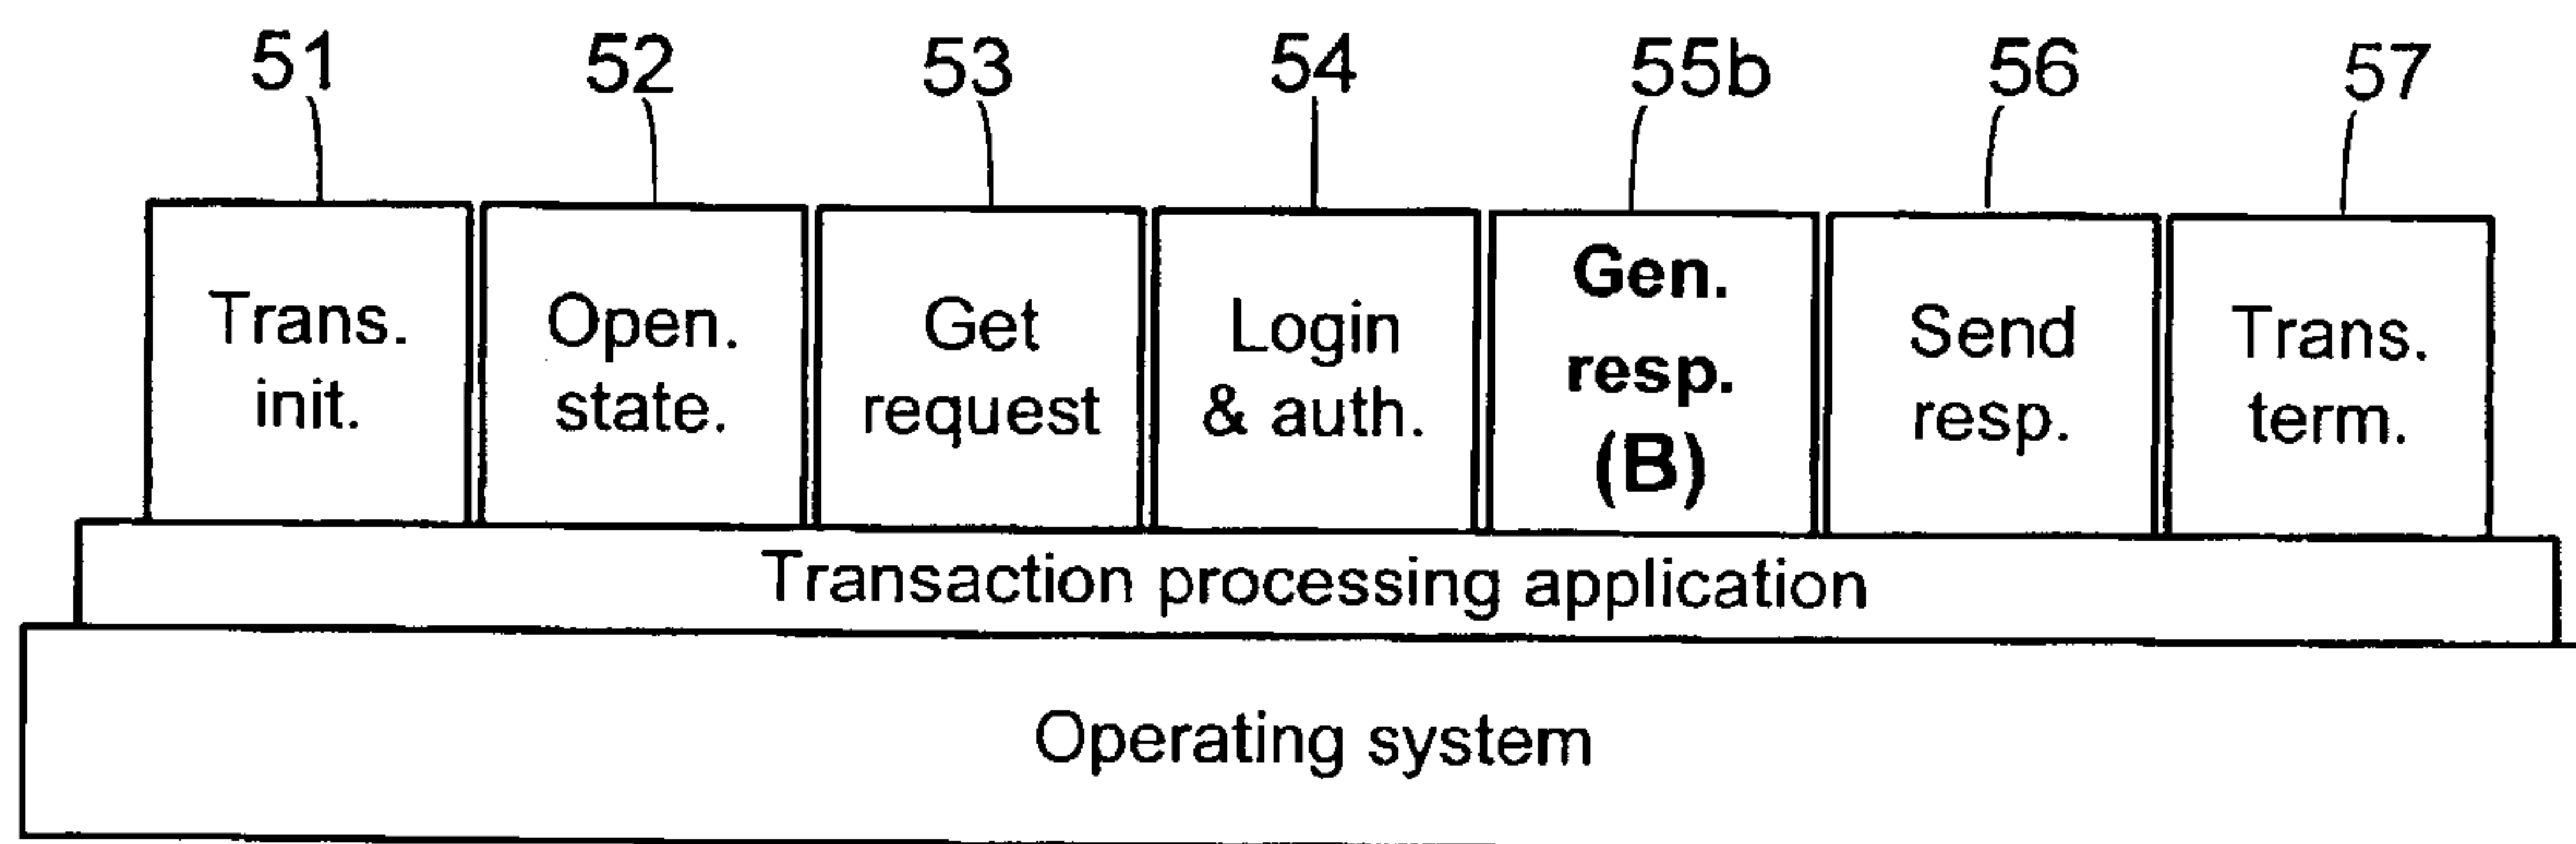 51 52 53 54 55b 56 57
Trans.
init.
Open.
state.
Get
request
Login
& auth.
Gen.
resp.
(B)
Send
resp.
Trans.
term.
Transaction processing application
Operating system